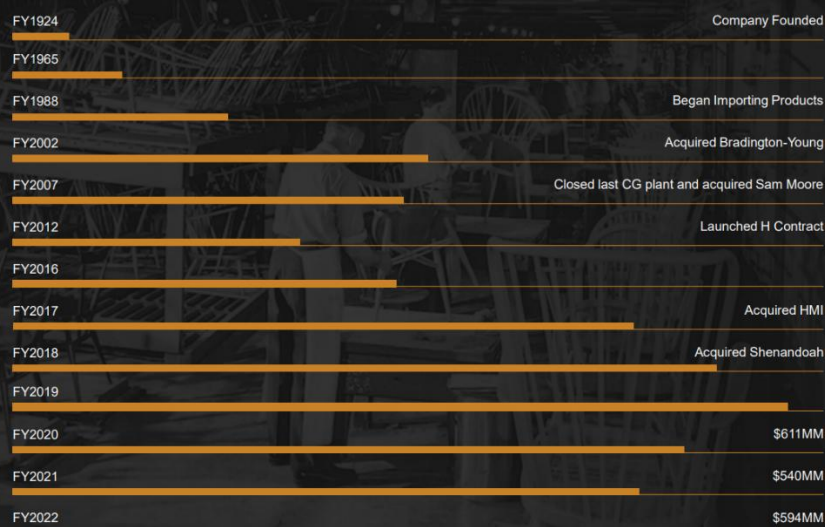 FY1924 Company Founded
FY1965
FY1988 Began Importing Products
FY2002 Acquired Bradington-Young
FY2007 Closed last CG plant and acquired Sam Moore
FY2012 Launched H Contract
FY2016
FY2017 Acquired HMI
FY2018 Acquired Shenandoah
FY2019
FY2020 $611MM
FY2021 $540MM
FY2022 $594MM